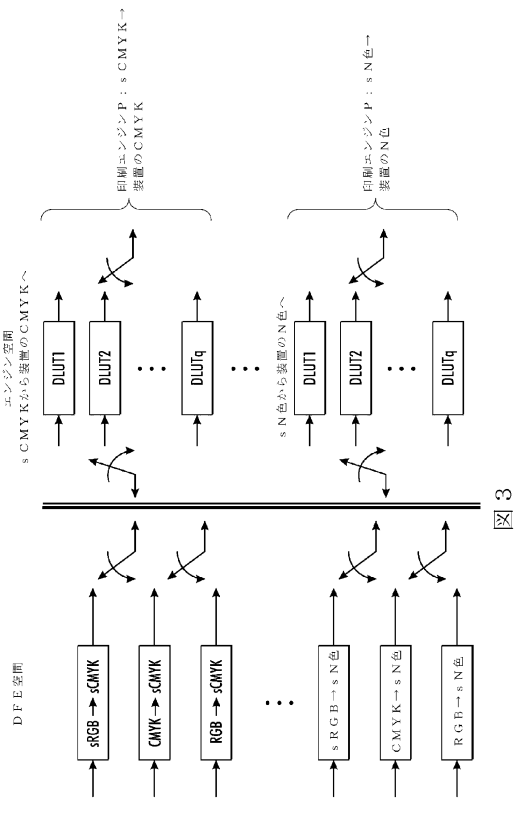 DFE空間
sRGB→sCMYK
CMYK→sCMYK
RGB→sCMYK
sRGB→sN色
CMYK→sN色
RGB→sN色
エンジン空間
sCMYKから装置のCMYKへ
DLUT1
DLUT2
DLUTq
sN色から装置のN色へ
DLUT1
DLUT2
DLUTq
印刷エンジンP:sCMYK→
装置のCMYK
印刷エンジンP:sN色→
装置のN色
図3